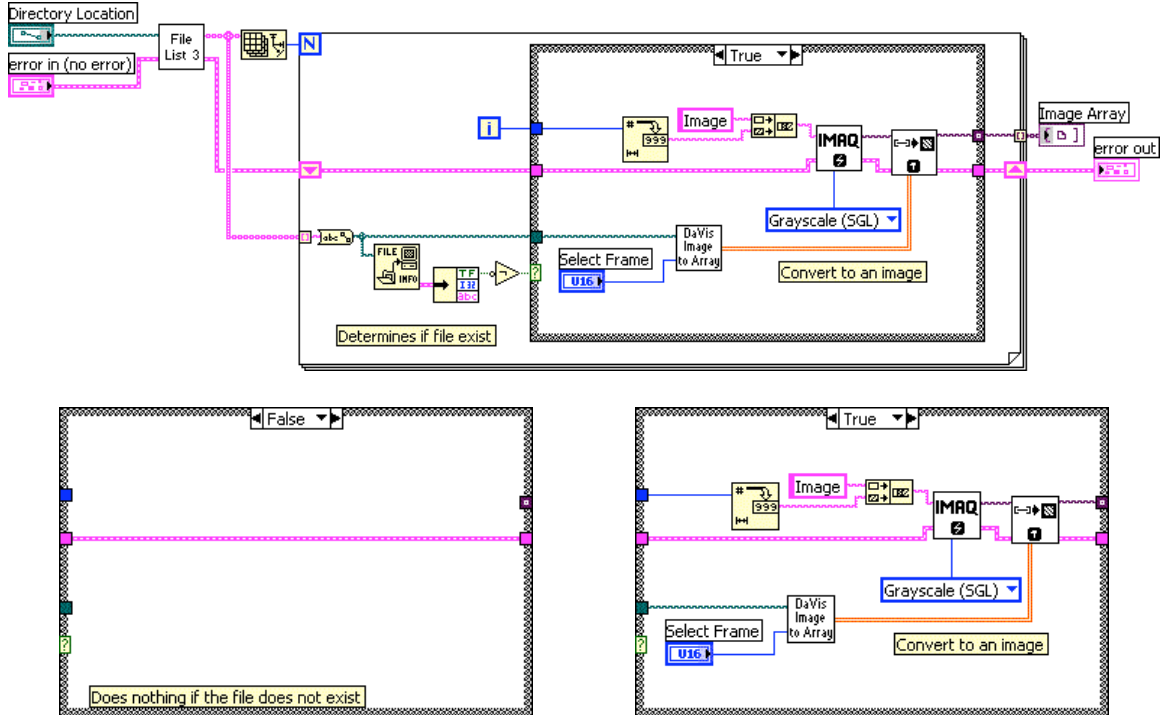 Directory Location
File
List 3
error in (no error)
N
True
i
#
999
Image
IMAQ
Image Array
error out
Grayscale (SGL)
abc
FILE
INFO
TF
I32
abc
?
DaVis
Image
to Array
Select Frame
U16
Convert to an image
Determines if file exist
False
?
Does nothing if the file does not exist
True
#
999
Image
IMAQ
Grayscale (SGL)
DaVis
Image
to Array
?
Select Frame
U16
Convert to an image